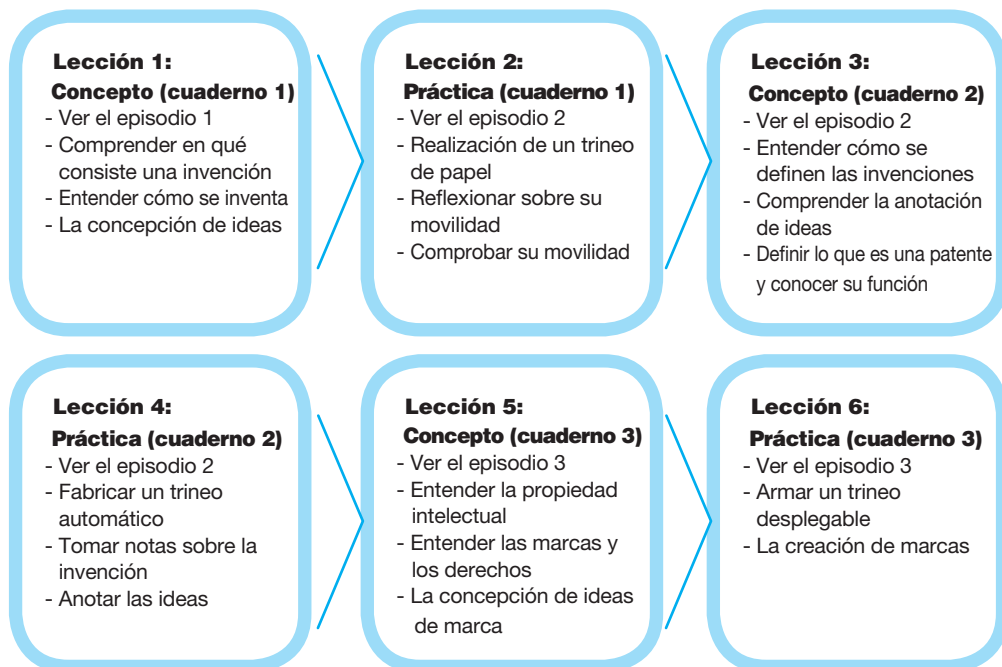 Lección 1:
Concepto (cuaderno 1)
- Ver el episodio 1
- Comprender en qué
consiste una invención
- Entender cómo se inventa
- La concepción de ideas
Lección 2:
Práctica (cuaderno 1)
- Ver el episodio 2
- Realización de un trineo
de papel
- Reflexionar sobre su
movilidad
- Comprobar su movilidad
Lección 3:
Concepto (cuaderno 2)
- Ver el episodio 2
- Entender cómo se
definen las invenciones
- Comprender la anotación
de ideas
- Definir lo que es una patente
y conocer su función
Lección 4:
Práctica (cuaderno 2)
- Ver el episodio 2
- Fabricar un trineo
automático
- Tomar notas sobre la
invención
- Anotar las ideas
Lección 5:
Concepto (cuaderno 3)
- Ver el episodio 3
- Entender la propiedad
intelectual
- Entender las marcas y
los derechos
- La concepción de ideas
de marca
Lección 6:
Práctica (cuaderno 3)
- Ver el episodio 3
- Armar un trineo
desplegable
- La creación de marcas